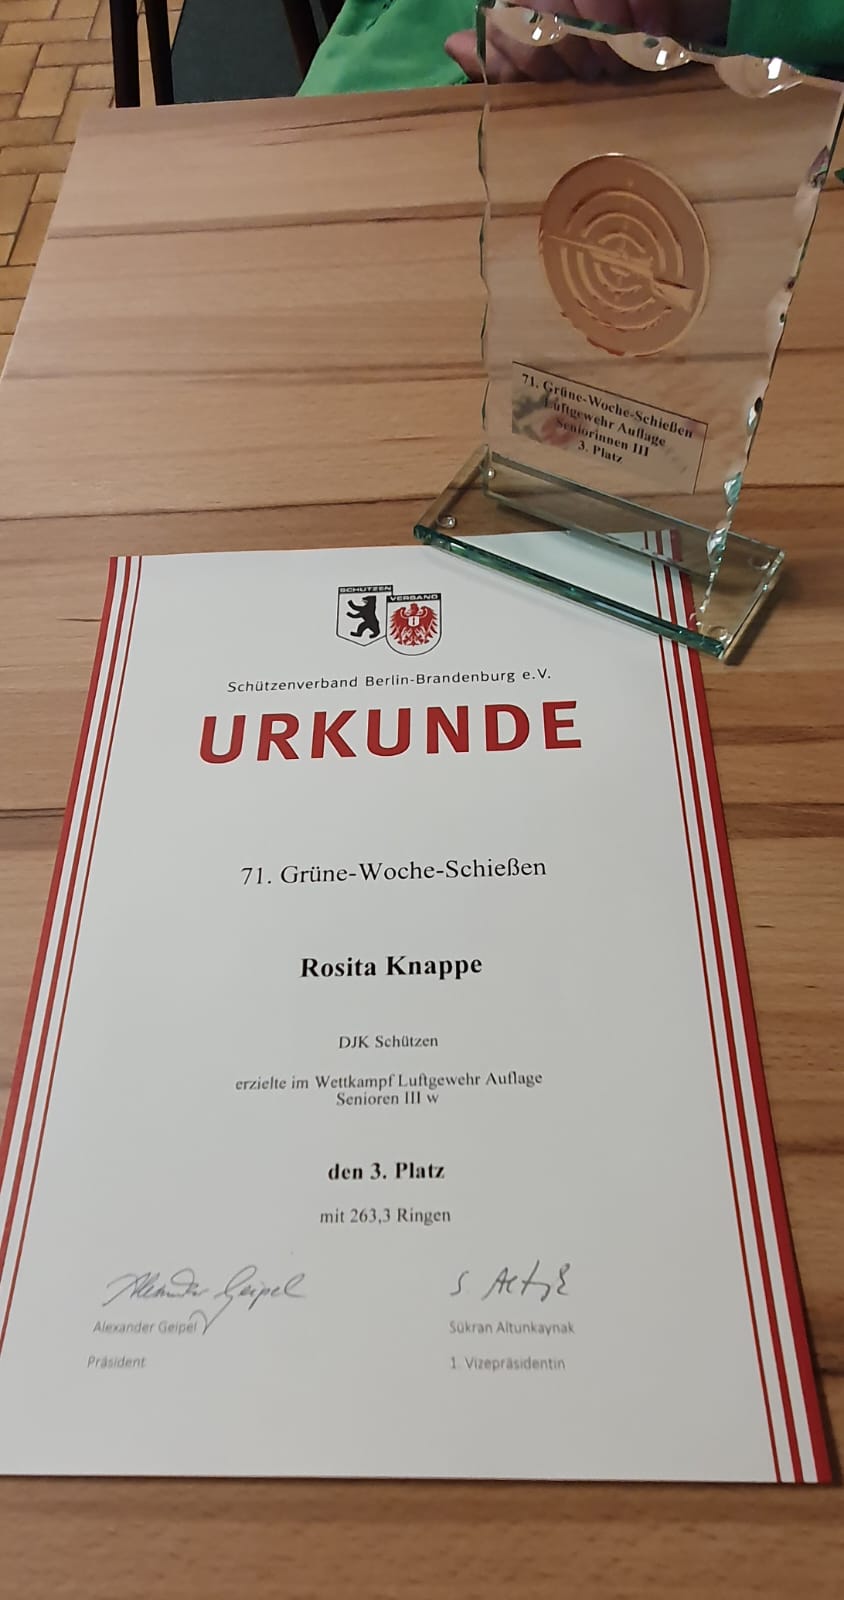 71. Grüne-Woche-Schießen
Luftgewehr Auflage
Seniorinnen III
3. Platz
SCHÜTZEN
VERBAND
Schützenverband Berlin-Brandenburg e.V.
URKUNDE
71. Grüne-Woche-Schießen
Rosita Knappe
DJK Schützen
erzielte im Wettkampf Luftgewehr Auflage
Senioren III w
den 3. Platz
mit 263,3 Ringen
Alexander Geipel
Alexander Geipel
Präsident
Sükran Altunkaynak
1. Vizepräsidentin